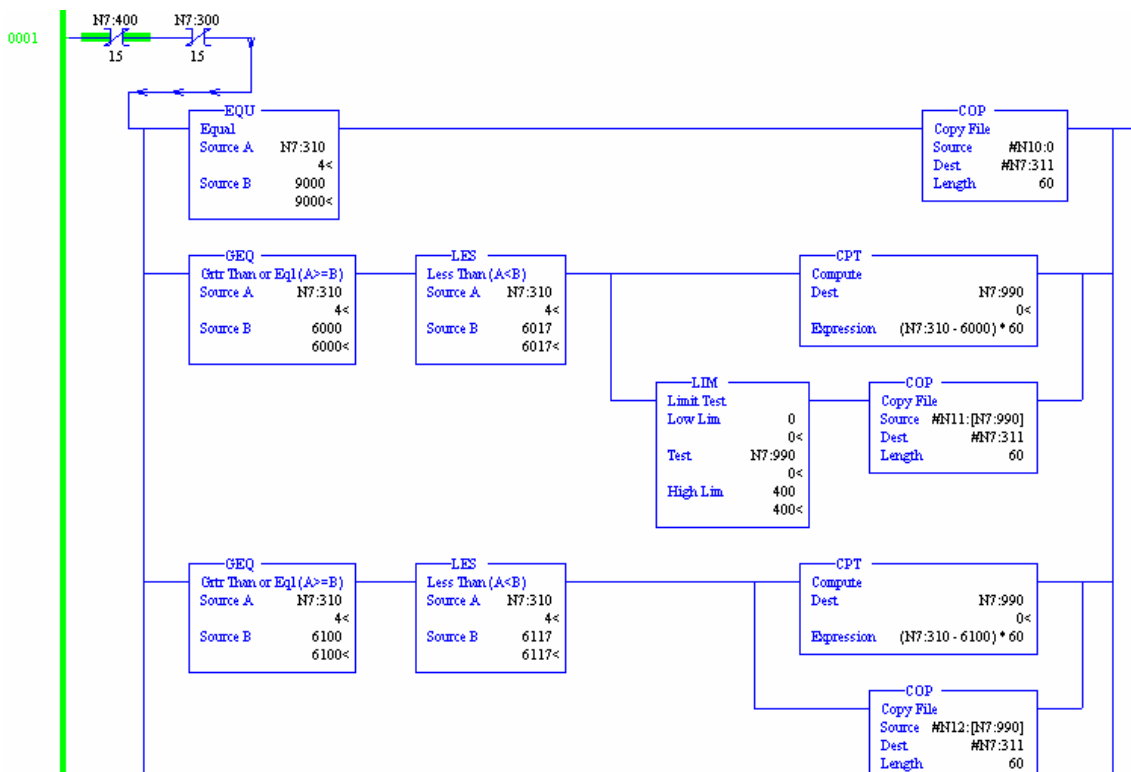 N7:400 N7:300
0001
15 15
EQU
Equal
Source A N7:310
4<
Source B 9000
9000<
COP
Copy File
Source #N10:0
Dest #N7:311
Length 60
GEQ
Grtr Than or Eql (A>=B)
Source A N7:310
4<
Source B 6000
6000<
LES
Less Than (A<B)
Source A N7:310
4<
Source B 6017
6017<
CPT
Compute
Dest N7:990
0<
Expression (N7:310 - 6000) * 60
LIM
Limit Test
Low Lim 0
0<
Test N7:990
0<
High Lim 400
400<
COP
Copy File
Source #N11:[N7:990]
Dest #N7:311
Length 60
GEQ
Grtr Than or Eql (A>=B)
Source A N7:310
4<
Source B 6100
6100<
LES
Less Than (A<B)
Source A N7:310
4<
Source B 6117
6117<
CPT
Compute
Dest N7:990
0<
Expression (N7:310 - 6100) * 60
COP
Copy File
Source #N12:[N7:990]
Dest #N7:311
Length 60